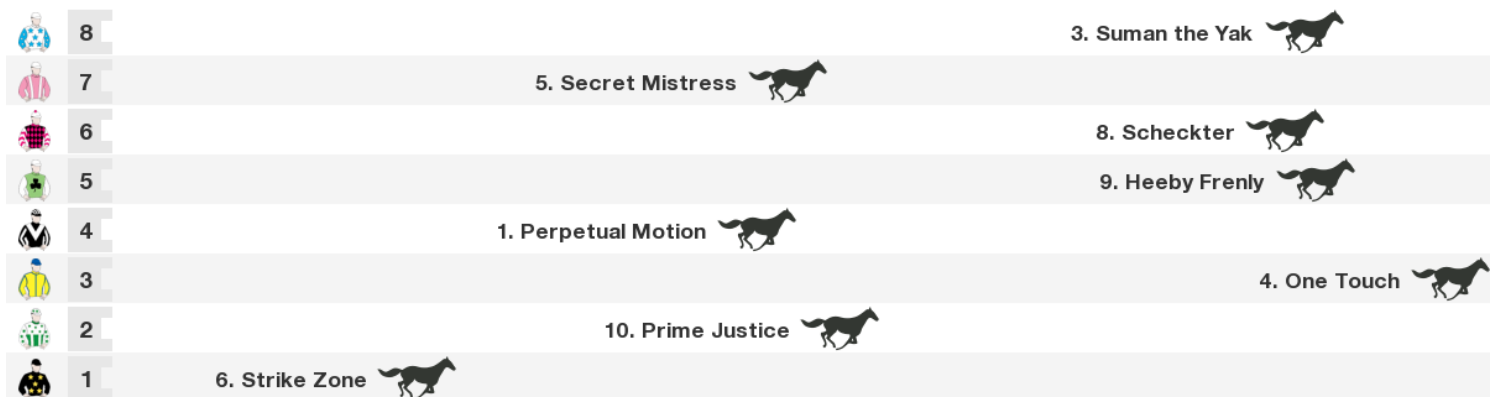 8 3. Suman the Yak
7 5. Secret Mistress
6 8. Scheckter
5 9. Heeby Frenly
4 1. Perpetual Motion
3 4. One Touch
2 10. Prime Justice
1 6. Strike Zone